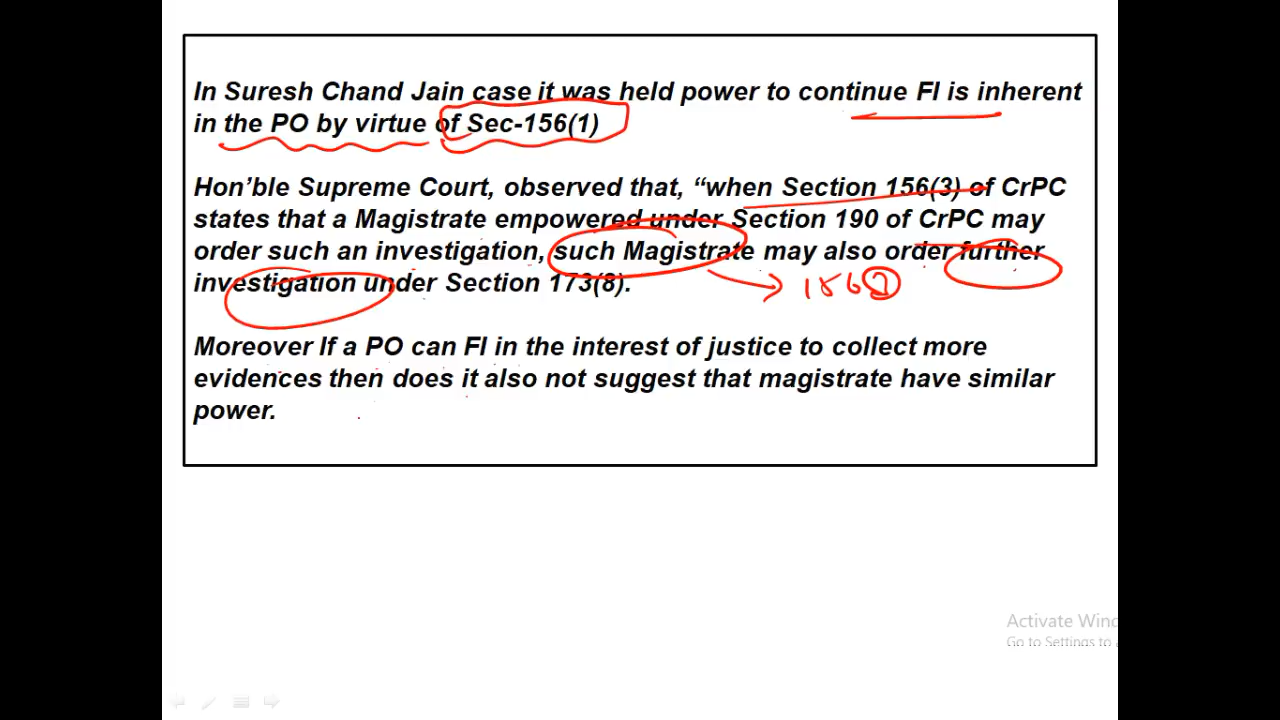 In Suresh Chand Jain case it was held power to continue FI is inherent
in the PO by virtue of Sec-156(1)
Hon’ble Supreme Court, observed that, “when Section 156(3) of CrPC
states that a Magistrate empowered under Section 190 of CrPC may
order such an investigation, such Magistrate may also order further
investigation under Section 173(8).
156
Moreover If a PO can FI in the interest of justice to collect more
evidences then does it also not suggest that magistrate have similar
power.
Activate Win
Go to Settings to